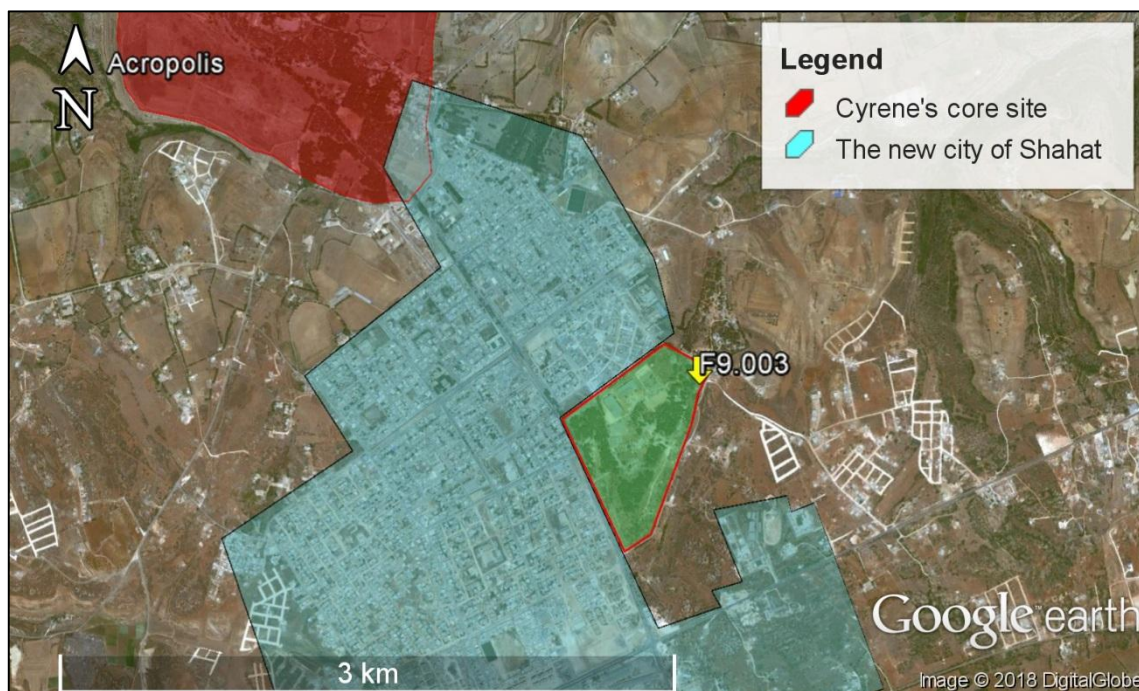 Acropolis
N
Legend
Cyrene's core site
The new city of Shahat
F9.003
Google earth
3 km
Image © 2018 DigitalGlobe